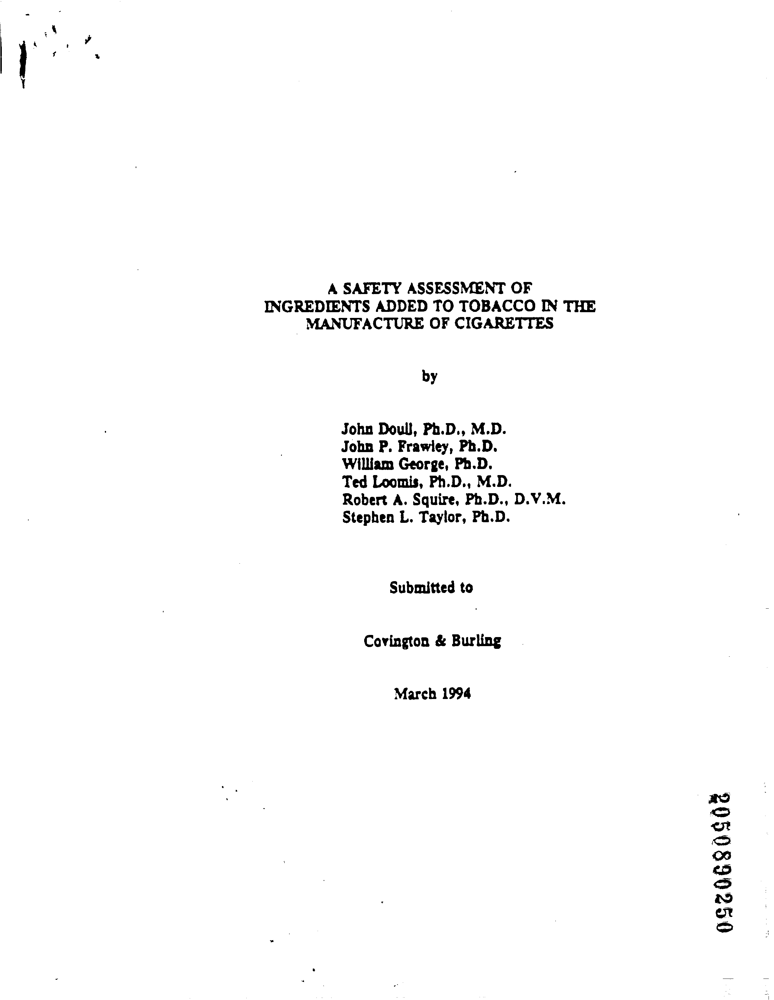 A SAFETY ASSESSMENT OF
INGREDIENTS ADDED TO TOBACCO IN THE
MANUFACTURE OF CIGARETTES
by
John Doull, Ph.D., M.D.
John P. Frawley, Ph.D.
William George, Ph.D.
Ted Loomis, Ph.D., M.D.
Robert A. Squire, Ph.D., D.V.M.
Stephen L. Taylor, Ph.D.
Submitted to
Covington & Burling
March 1994
2050890250